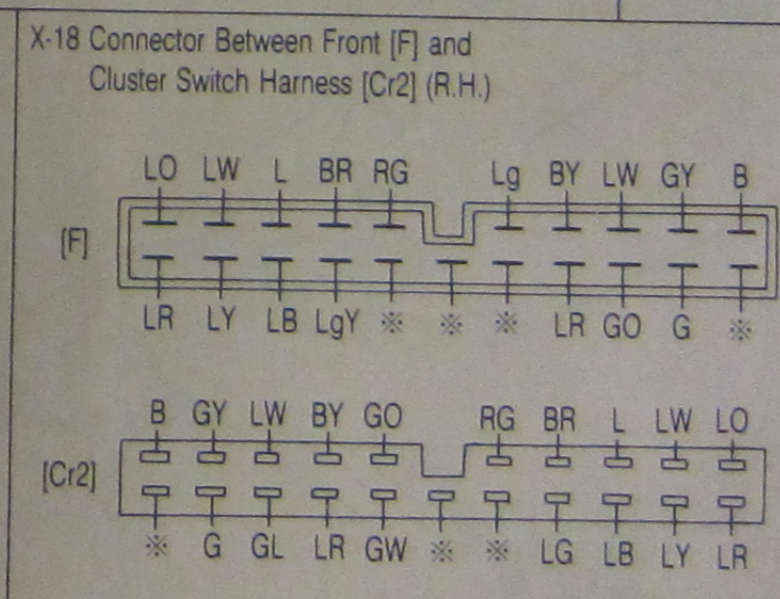 X-18 Connector Between Front [F] and
Cluster Switch Harness [Cr2] (R.H.)
LO LW L BR RG Lg BY LW GY B
[F]
LR LY LB LgY ※ ※ ※ LR GO G ※
B GY LW BY GO RG BR L LW LO
[Cr2]
※ G GL LR GW ※ ※ LG LB LY LR